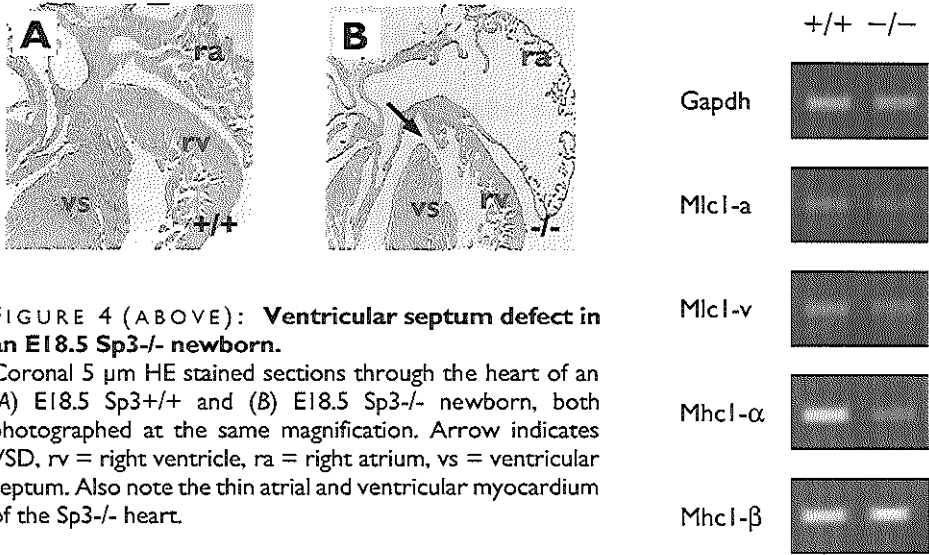 A
ra
rv
vs
+/+
B
ra
vs
rv
-/-
FIGURE 4 (ABOVE): Ventricular septum defect in
an E18.5 Sp3-/- newborn.
Coronal 5 µm HE stained sections through the heart of an
(A) E18.5 Sp3+/+ and (B) E18.5 Sp3-/- newborn, both
photographed at the same magnification. Arrow indicates
VSD, rv = right ventricle, ra = right atrium, vs = ventricular
septum. Also note the thin atrial and ventricular myocardium
of the Sp3-/- heart.
+/+ -/-
Gapdh
Mlc1-a
Mlc1-v
Mhc1-α
Mhc1-β